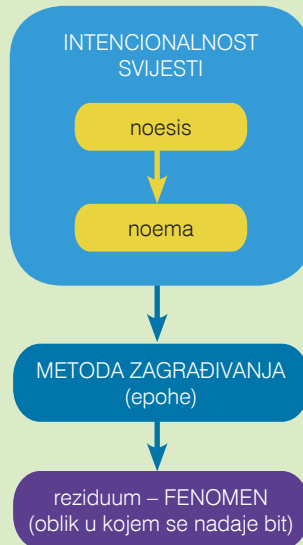 INTENCIONALNOST
SVIJESTI
noesis
noema
METODA ZAGRAĐIVANJA
(epohe)
reziduum – FENOMEN
(oblik u kojem se nadaje bit)